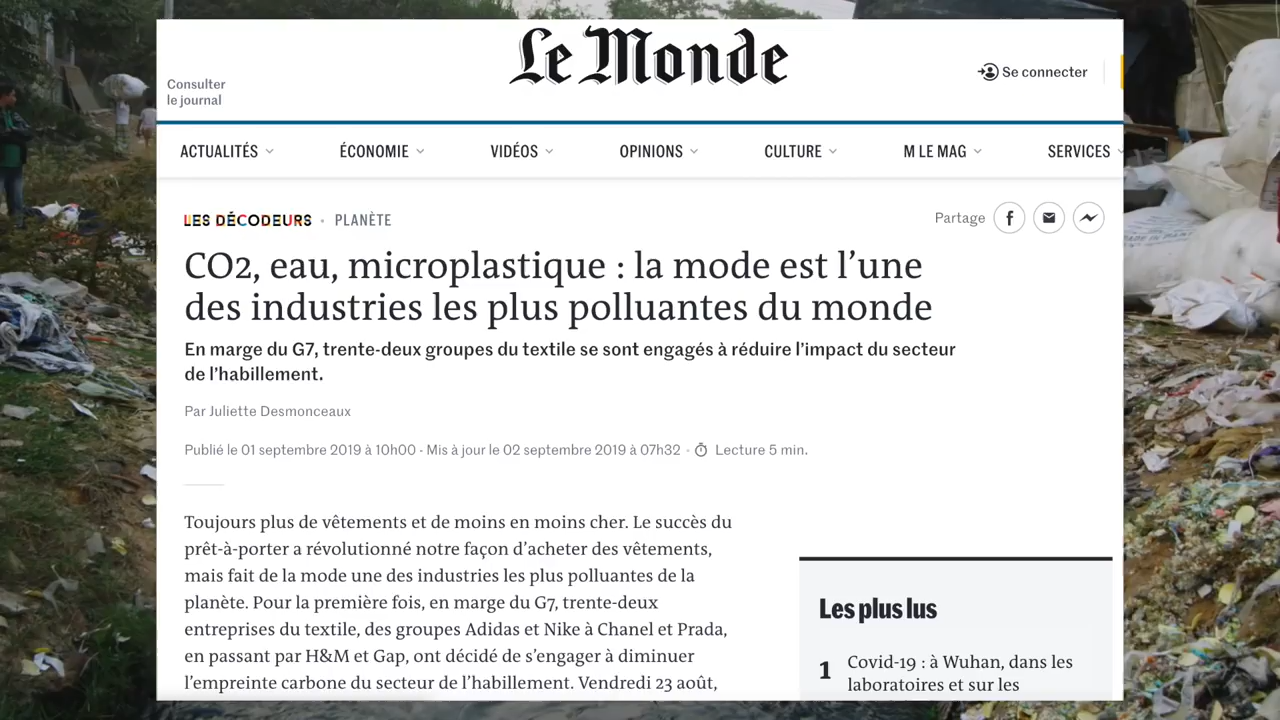 Le Monde
Consulter
le journal
Se connecter
ACTUALITÉS ÉCONOMIE VIDÉOS OPINIONS CULTURE M LE MAG SERVICES
LES DÉCODEURS • PLANÈTE
Partage
CO2, eau, microplastique : la mode est l’une
des industries les plus polluantes du monde
En marge du G7, trente-deux groupes du textile se sont engagés à réduire l’impact du secteur
de l’habillement.
Par Juliette Desmonceaux
Publié le 01 septembre 2019 à 10h00 - Mis à jour le 02 septembre 2019 à 07h32 • Lecture 5 min.
Toujours plus de vêtements et de moins en moins cher. Le succès du
prêt-à-porter a révolutionné notre façon d’acheter des vêtements,
mais fait de la mode une des industries les plus polluantes de la
planète. Pour la première fois, en marge du G7, trente-deux
entreprises du textile, des groupes Adidas et Nike à Chanel et Prada,
en passant par H&M et Gap, ont décidé de s’engager à diminuer
l’empreinte carbone du secteur de l’habillement. Vendredi 23 août,
Les plus lus
1 Covid-19 : à Wuhan, dans les
laboratoires et sur les